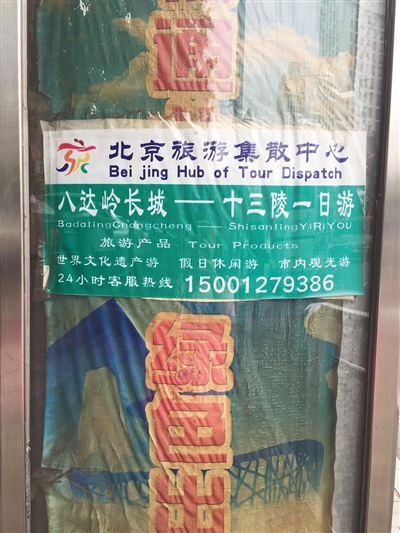 通
北京旅游集散中心
Bei jing Hub of Tour Dispatch
八达岭长城——十三陵一日游
BadalingChangcheng — ShisanlingYiRiYOU
旅游产品 Tour Products
世界文化遗产游 假日休闲游 市内观光游
24小时客服热线 15001279386
绿
色